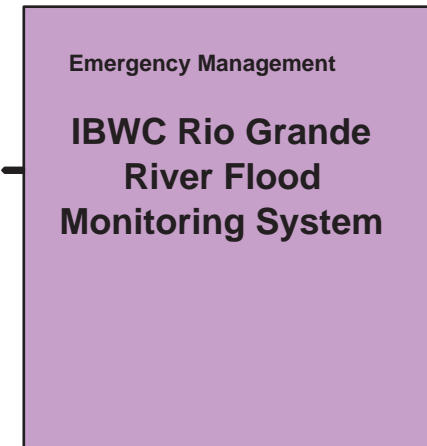 Emergency Management
IBWC Rio Grande
River Flood
Monitoring System